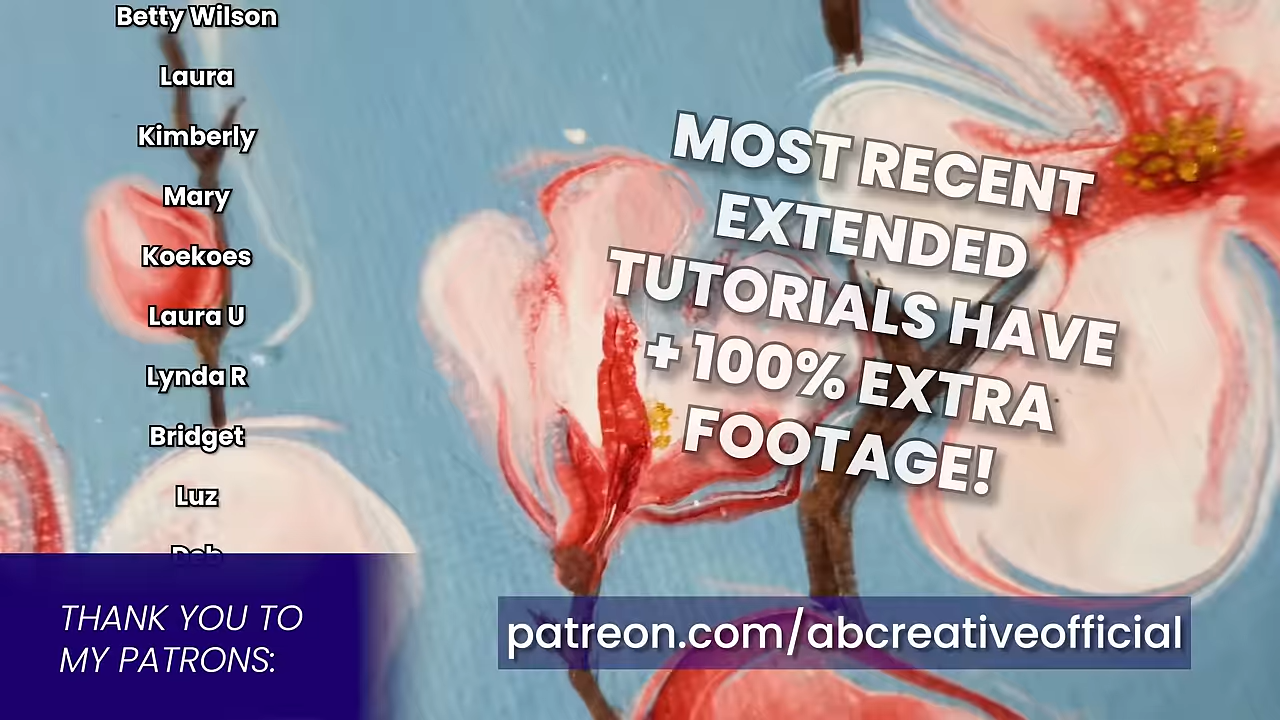 Betty Wilson
Laura
Kimberly
Mary
Koekoes
Laura U
Lynda R
Bridget
Luz
THANK YOU TO
MY PATRONS:
MOST RECENT
EXTENDED
TUTORIALS HAVE
+ 100% EXTRA
FOOTAGE!
patreon.com/abcreativeofficial